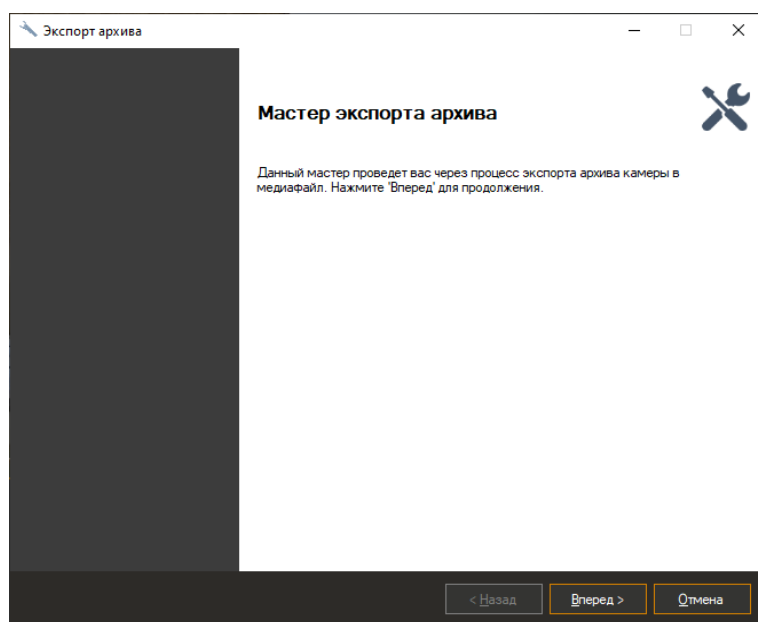 Экспорт архива
Мастер экспорта архива
Данный мастер проведет вас через процесс экспорта архива камеры в
медиафайл. Нажмите 'Вперед' для продолжения.
< Назад
Вперед >
Отмена